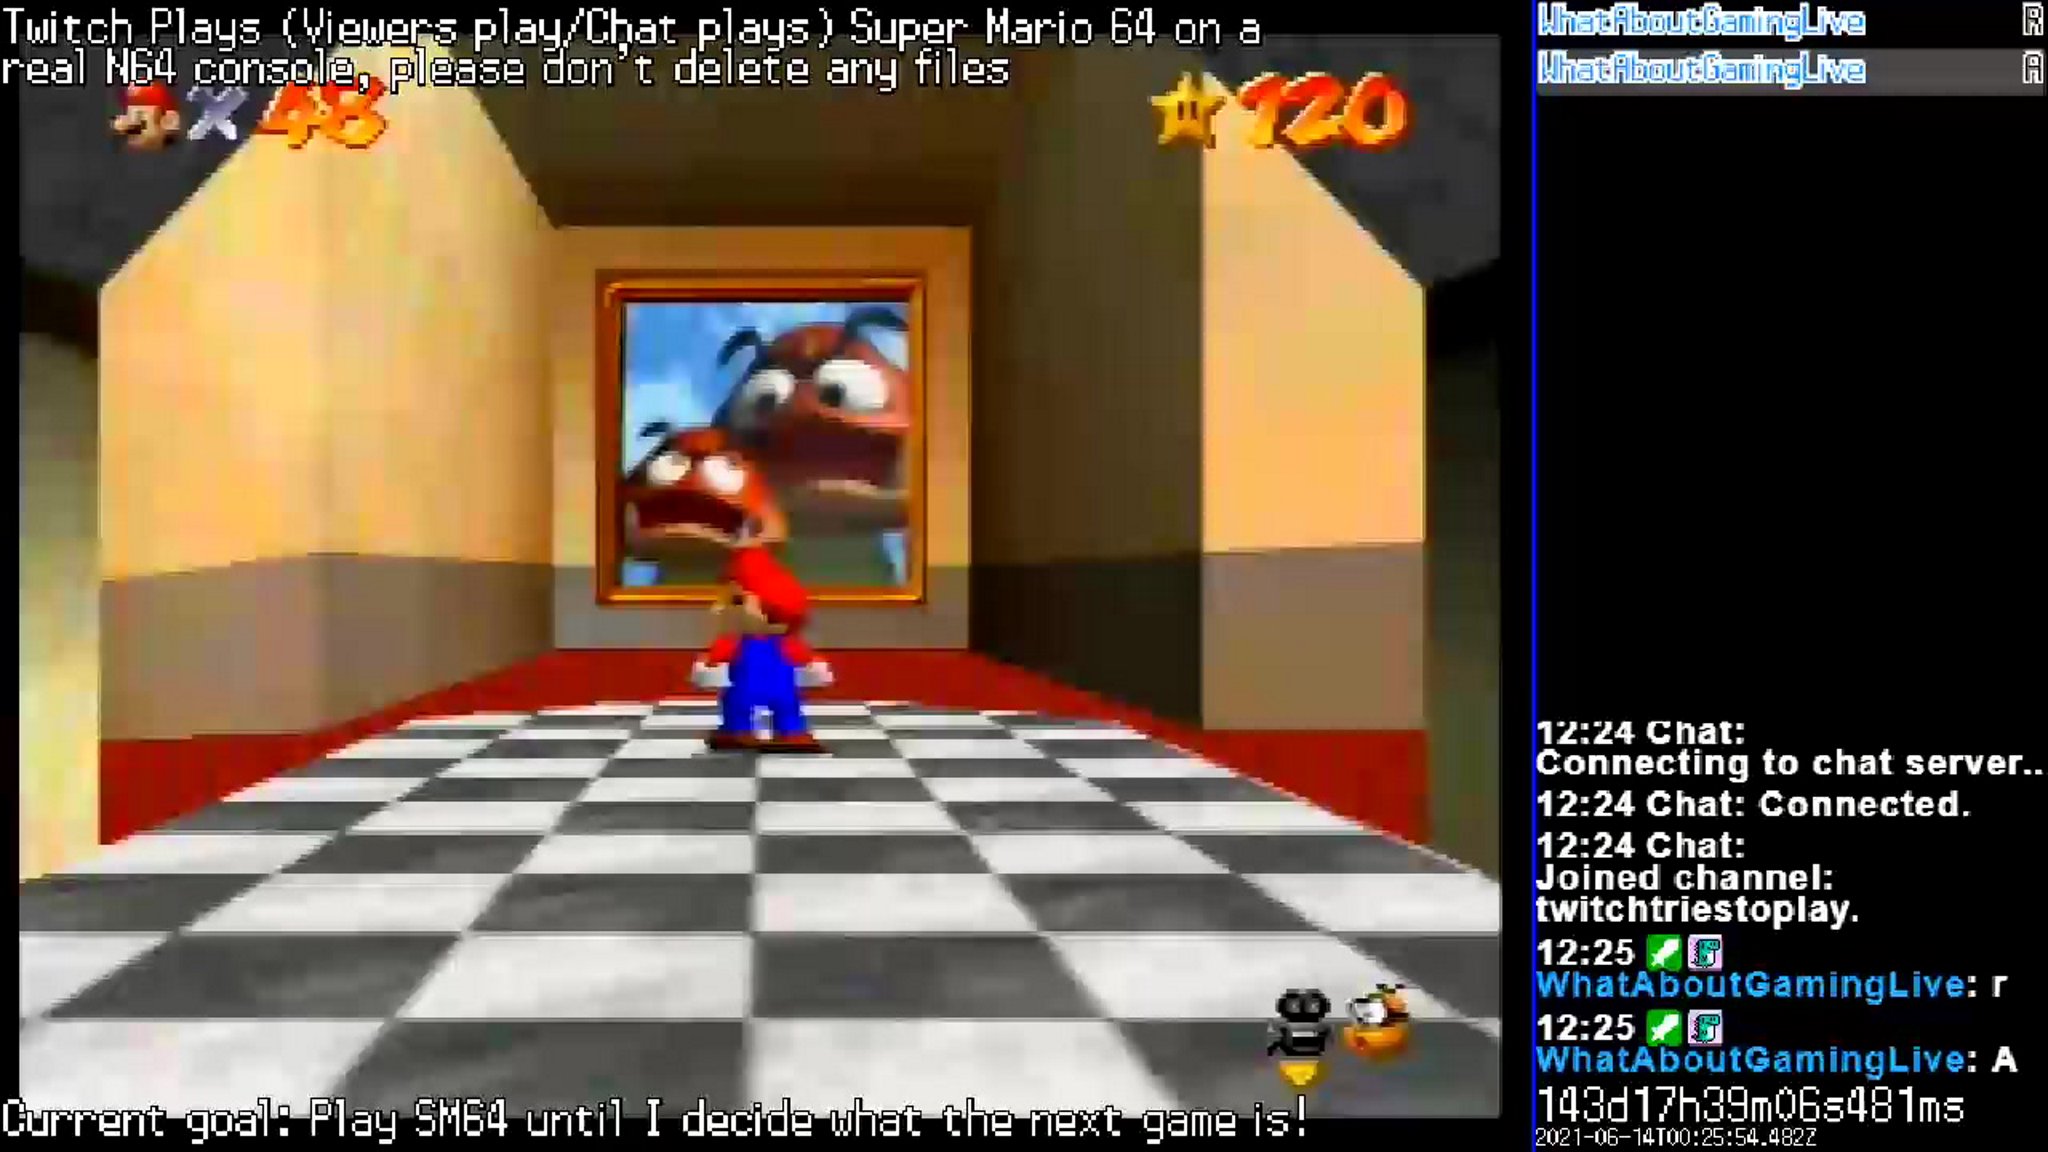 Twitch Plays (Viewers play/Chat plays) Super Mario 64 on a
real N64 console, please don't delete any files
x 48
120
WhatAboutGamingLive R
WhatAboutGamingLive A
12:24 Chat:
Connecting to chat server..
12:24 Chat: Connected.
12:24 Chat:
Joined channel:
twitchtriestoplay.
12:25
WhatAboutGamingLive: r
12:25
WhatAboutGamingLive: A
143d17h39m06s481ms
2021-06-14T00:25:54.482Z
Current goal: Play SM64 until I decide what the next game is!